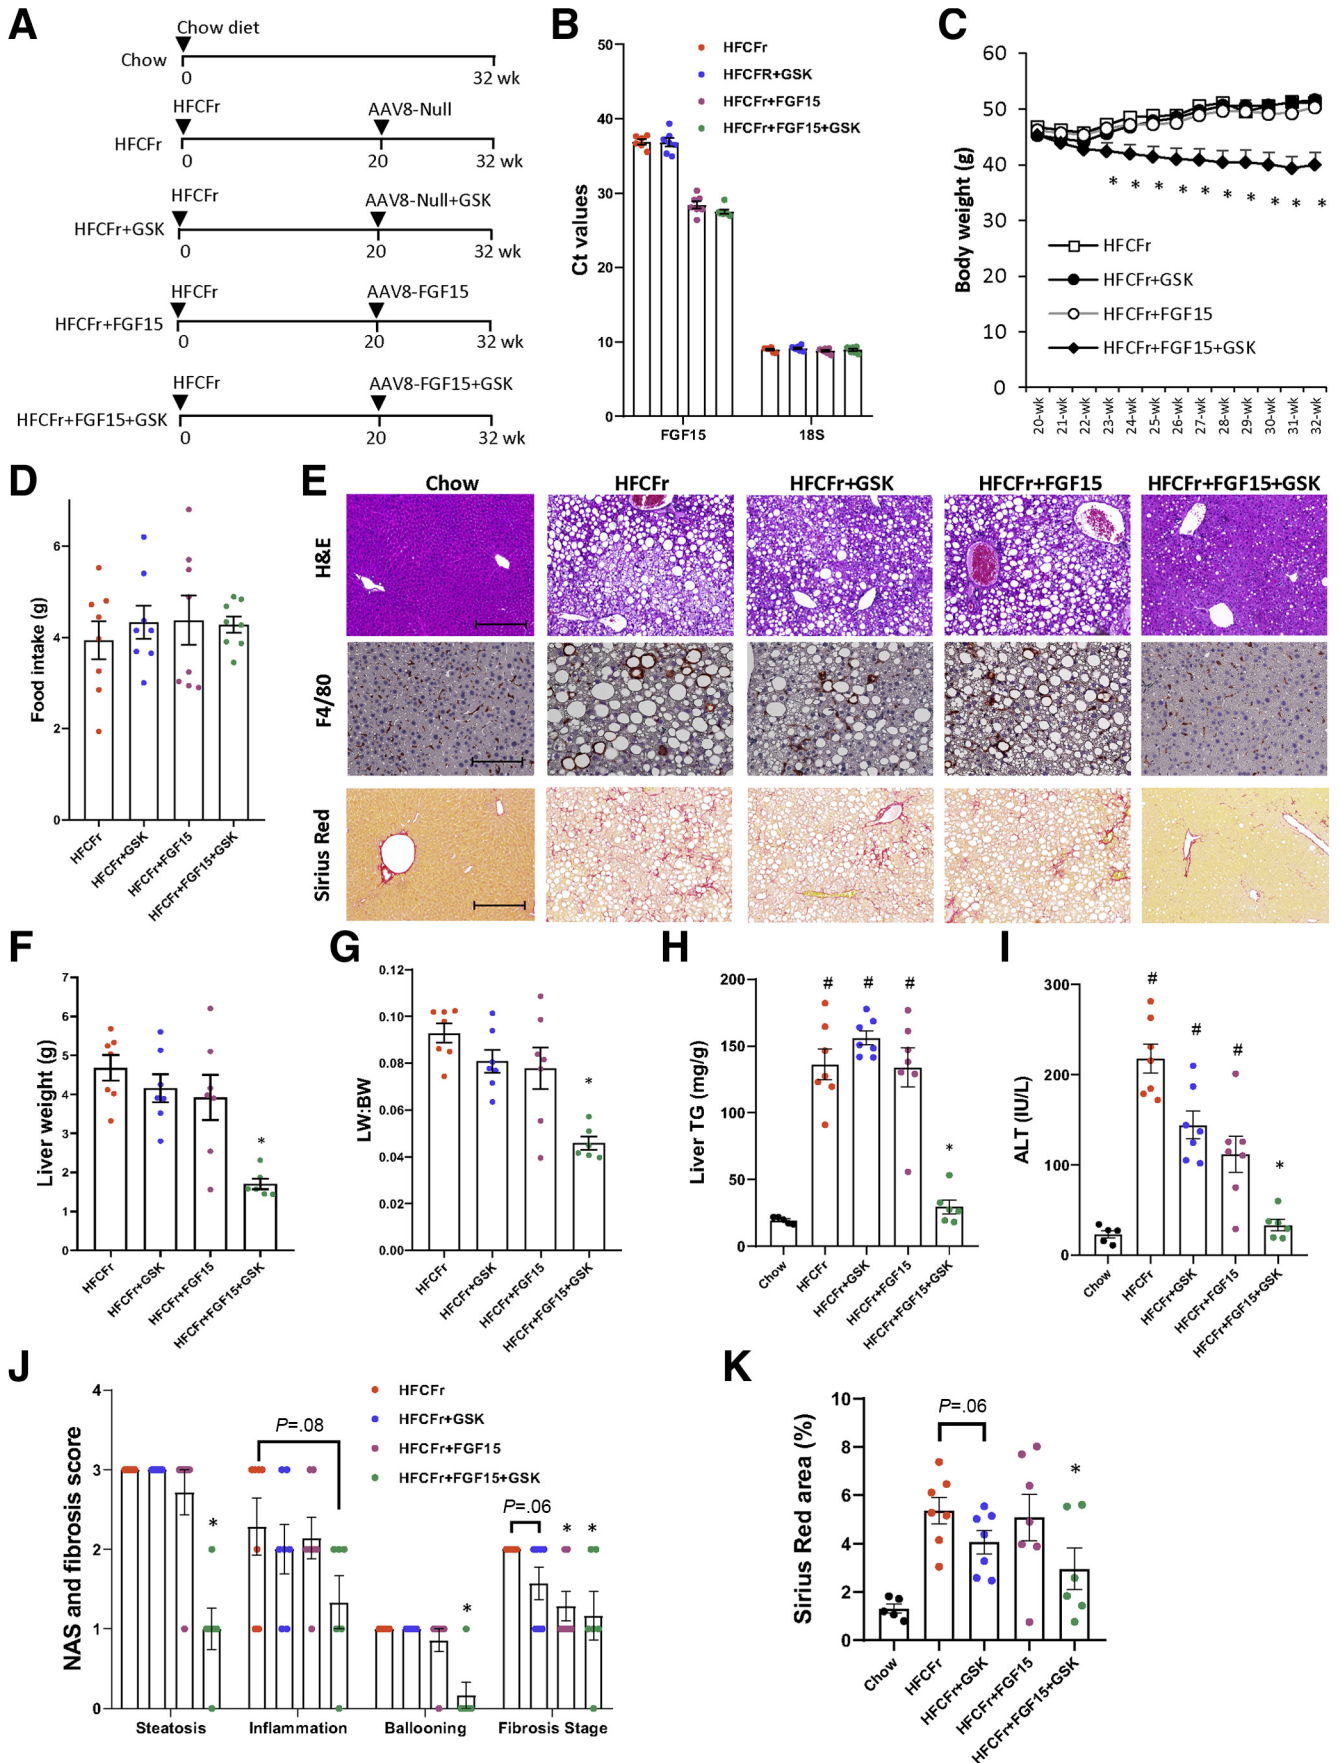 A
Chow diet
Chow
0
32 wk
HFCFr
AAV8-Null
HFCFr
0
20
32 wk
HFCFr
AAV8-Null+GSK
HFCFr+GSK
0
20
32 wk
HFCFr
AAV8-FGF15
HFCFr+FGF15
0
20
32 wk
HFCFr
AAV8-FGF15+GSK
HFCFr+FGF15+GSK
0
20
32 wk
B
Ct values
50
40
30
20
10
0
HFCFr
HFCFR+GSK
HFCFr+FGF15
HFCFr+FGF15+GSK
FGF15
18S
C
Body weight (g)
60
50
40
30
20
10
0
* * * * * * * * * *
HFCFr
HFCFr+GSK
HFCFr+FGF15
HFCFr+FGF15+GSK
20-wk
21-wk
22-wk
23-wk
24-wk
25-wk
26-wk
27-wk
28-wk
29-wk
30-wk
31-wk
32-wk
D
Food intake (g)
6
4
2
0
HFCFr
HFCFr+GSK
HFCFr+FGF15
HFCFr+FGF15+GSK
E
Chow
HFCFr
HFCFr+GSK
HFCFr+FGF15
HFCFr+FGF15+GSK
H&E
F4/80
Sirius Red
F
Liver weight (g)
7
6
5
4
3
2
1
0
*
HFCFr
HFCFr+GSK
HFCFr+FGF15
HFCFr+FGF15+GSK
G
LW:BW
0.12
0.10
0.08
0.06
0.04
0.02
0.00
*
HFCFr
HFCFr+GSK
HFCFr+FGF15
HFCFr+FGF15+GSK
H
Liver TG (mg/g)
200
150
100
50
0
# # #
*
Chow
HFCFr
HFCFr+GSK
HFCFr+FGF15
HFCFr+FGF15+GSK
I
ALT (IU/L)
300
200
100
0
#
#
#
*
Chow
HFCFr
HFCFr+GSK
HFCFr+FGF15
HFCFr+FGF15+GSK
J
NAS and fibrosis score
4
3
2
1
0
HFCFr
HFCFr+GSK
HFCFr+FGF15
HFCFr+FGF15+GSK
P=.08
P=.06
*
*
* *
Steatosis
Inflammation
Ballooning
Fibrosis Stage
K
Sirius Red area (%)
10
8
6
4
2
0
P=.06
*
Chow
HFCFr
HFCFr+GSK
HFCFr+FGF15
HFCFr+FGF15+GSK